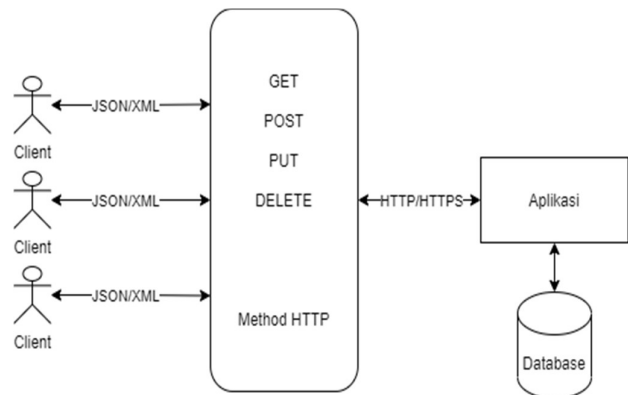 GET
JSON/XML
Client
POST
PUT
JSON/XML
DELETE
HTTP/HTTPS
Aplikasi
Client
JSON/XML
Method HTTP
Client
Database